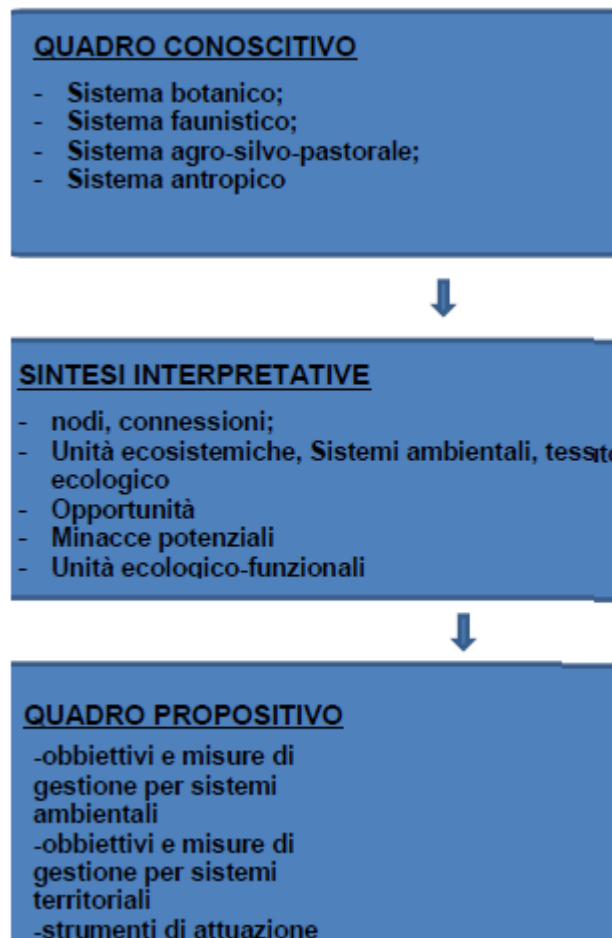 QUADRO CONOSCITIVO
- Sistema botanico;
- Sistema faunistico;
- Sistema agro-silvo-pastorale;
- Sistema antropico
SINTESI INTERPRETATIVE
- nodi, connessioni;
- Unità ecosistemiche, Sistemi ambientali,
ecologico
- Opportunità
- Minacce potenziali
- Unità ecologico-funzionali
QUADRO PROPOSITIVO
-obbiettivi e misure di
gestione per sistemi
ambientali
-obbiettivi e misure di
gestione per sistemi
territoriali
-strumenti di attuazione